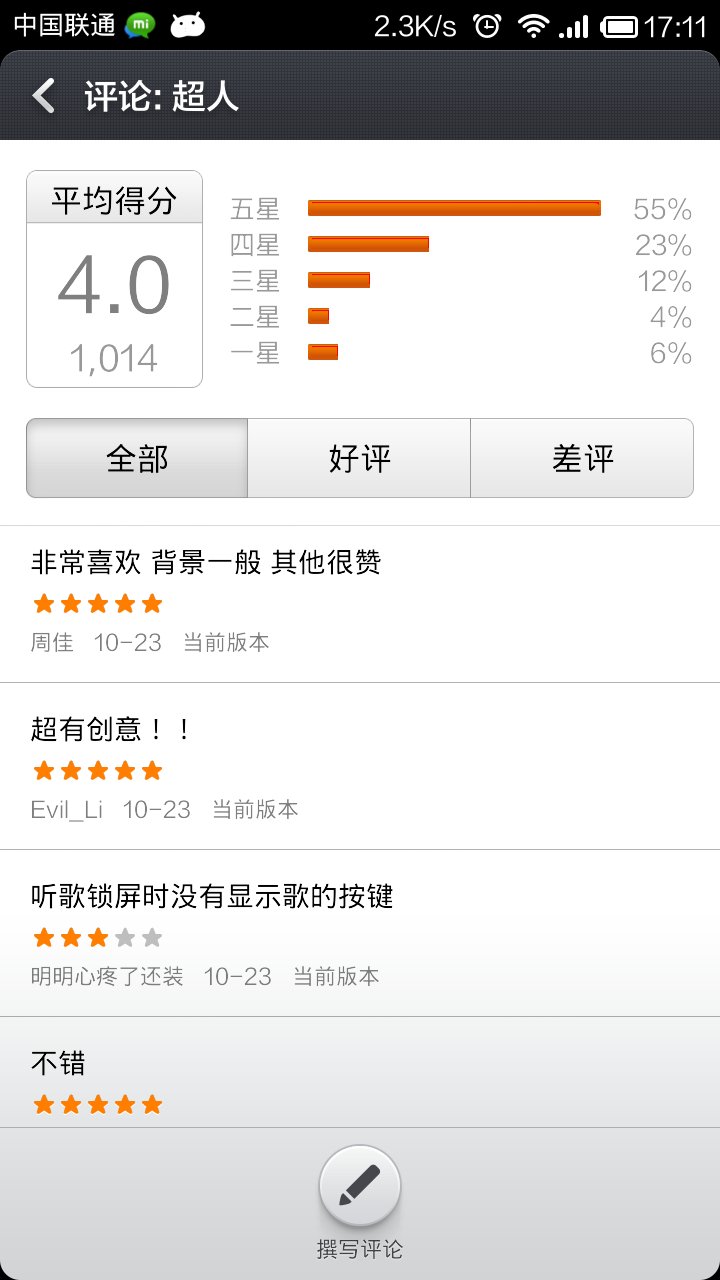 中国联通 mi 2.3K/s 17:11
评论: 超人
平均得分
4.0
1,014
五星 55%
四星 23%
三星 12%
二星 4%
一星 6%
全部 好评 差评
非常喜欢 背景一般 其他很赞
周佳 10-23 当前版本
超有创意！！
Evil_Li 10-23 当前版本
听歌锁屏时没有显示歌的按键
明明心疼了还装 10-23 当前版本
不错
撰写评论